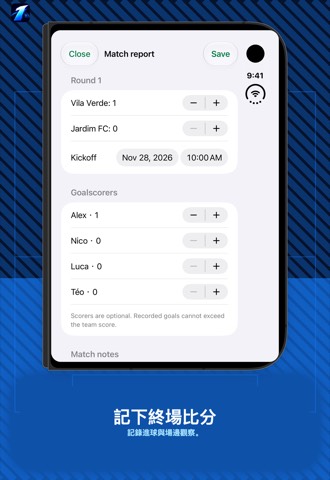 Close
Match report
Save
9:41
Round 1
Vila Verde: 1
Jardim FC: 0
Kickoff
Nov 28, 2026
10:00 AM
Goalscorers
Alex · 1
Nico · 0
Luca · 0
Téo · 0
Scorers are optional. Recorded goals cannot exceed
the team score.
Match notes
記下終場比分
記錄進球與場邊觀察。